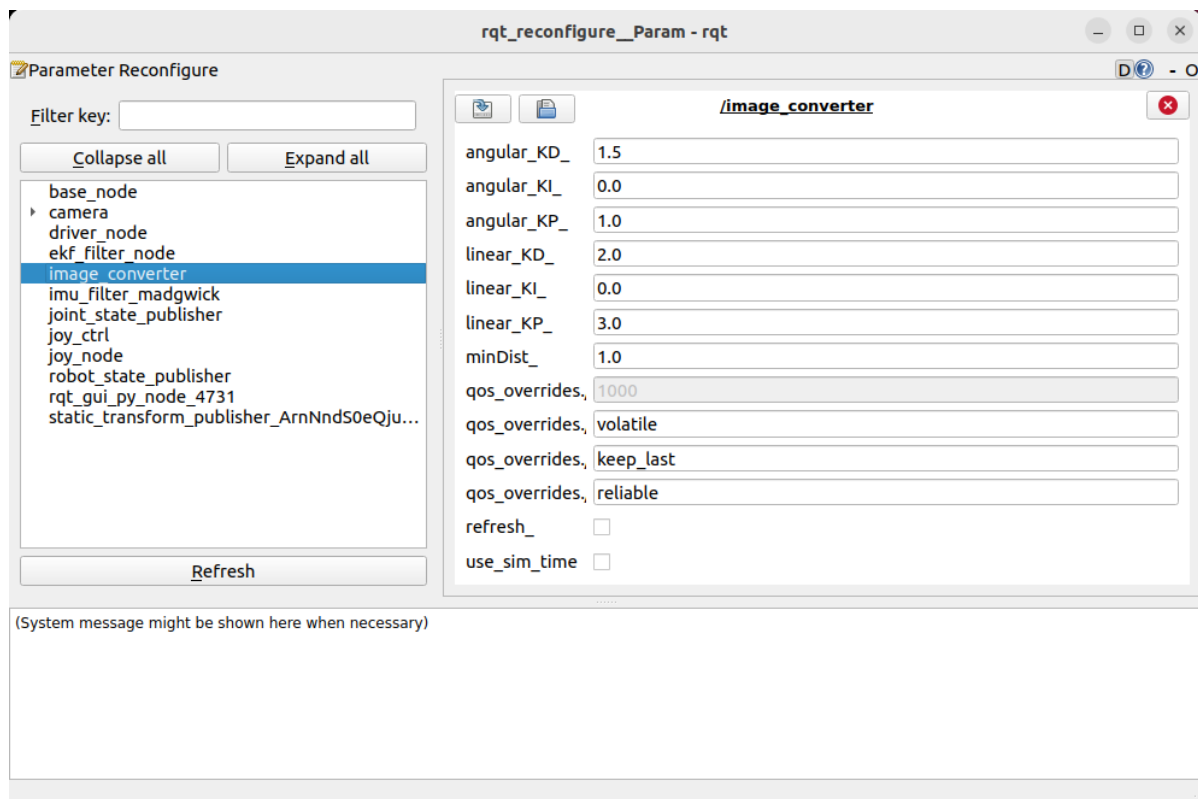 rqt_reconfigure__Param - rqt
Parameter Reconfigure
D - O
Filter key:
Collapse all
Expand all
base_node
camera
driver_node
ekf_filter_node
image_converter
imu_filter_madgwick
joint_state_publisher
joy_ctrl
joy_node
robot_state_publisher
rqt_gui_py_node_4731
static_transform_publisher_ArnNndS0eQju...
Refresh
/image_converter
angular_KD_ 1.5
angular_KI_ 0.0
angular_KP_ 1.0
linear_KD_ 2.0
linear_KI_ 0.0
linear_KP_ 3.0
minDist_ 1.0
qos_overrides. 1000
qos_overrides. volatile
qos_overrides. keep_last
qos_overrides. reliable
refresh_
use_sim_time
(System message might be shown here when necessary)